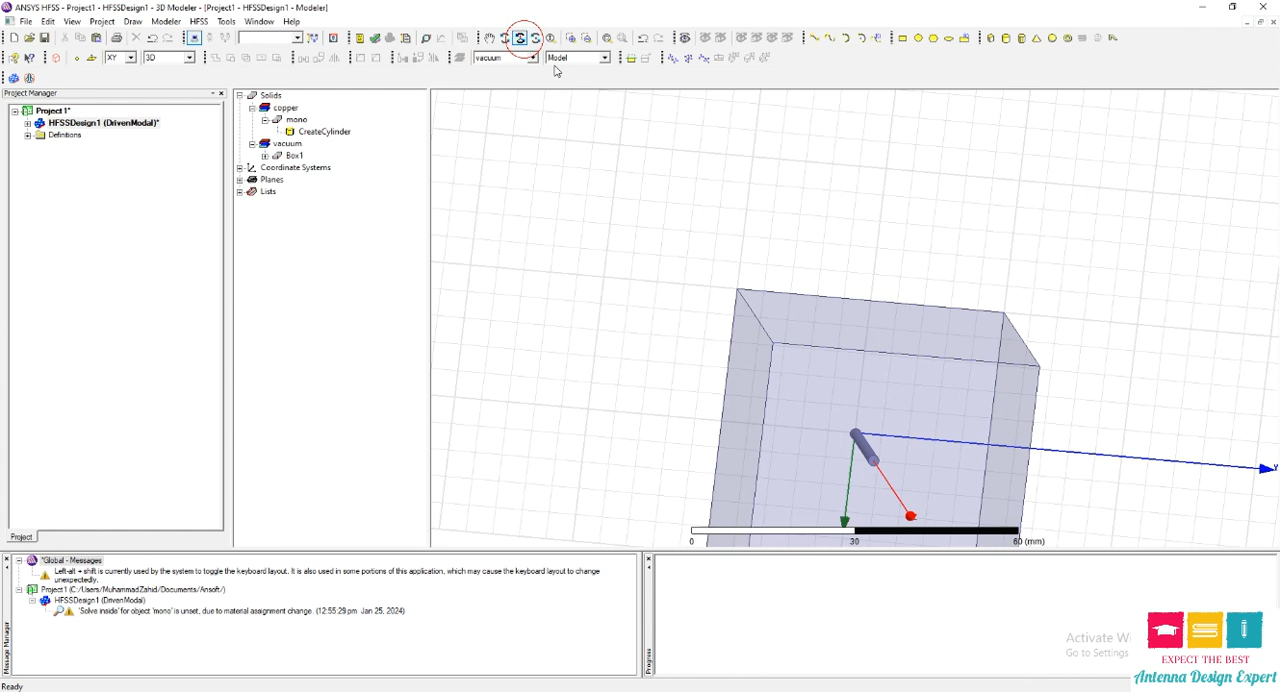 ANSYS HFSS - Project1 - HFSSDesign1 - 3D Modeler - [Project1 - HFSSDesign1 - Modeler]
File Edit View Project Draw Modeler HFSS Tools Window Help
XY 3D vacuum Model
Project Manager
Project1*
HFSSDesign1 (DrivenModal)*
Definitions
Project
Solids
copper
mono
CreateCylinder
vacuum
Box1
Coordinate Systems
Planes
Lists
Y
0 30 60 (mm)
*Global - Messages
Left-alt + shift is currently used by the system to toggle the keyboard layout. It is also used in some portions of this application, which may cause the keyboard layout to change
unexpectedly.
Project1 (C:/Users/MuhammadZahid/Documents/Ansoft/)
HFSSDesign1 (DrivenModal)
'Solve inside' for object 'mono' is unset, due to material assignment change. (12:55:29 pm Jan 25, 2024)
Message Manager
Progress
Activate Wi
Go to Settings
EXPECT THE BEST
Antenna Design Expert
Ready